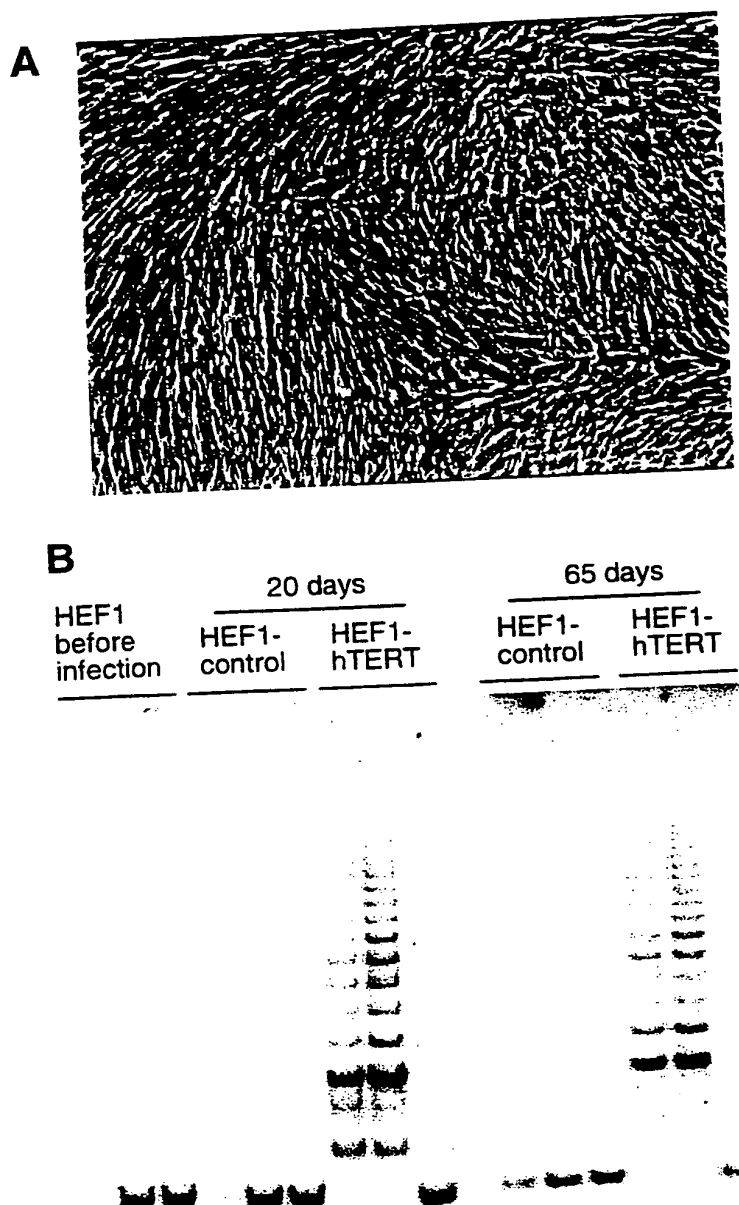 A
B
20 days
65 days
HEF1
before
infection
HEF1-
control
HEF1-
hTERT
HEF1-
control
HEF1-
hTERT